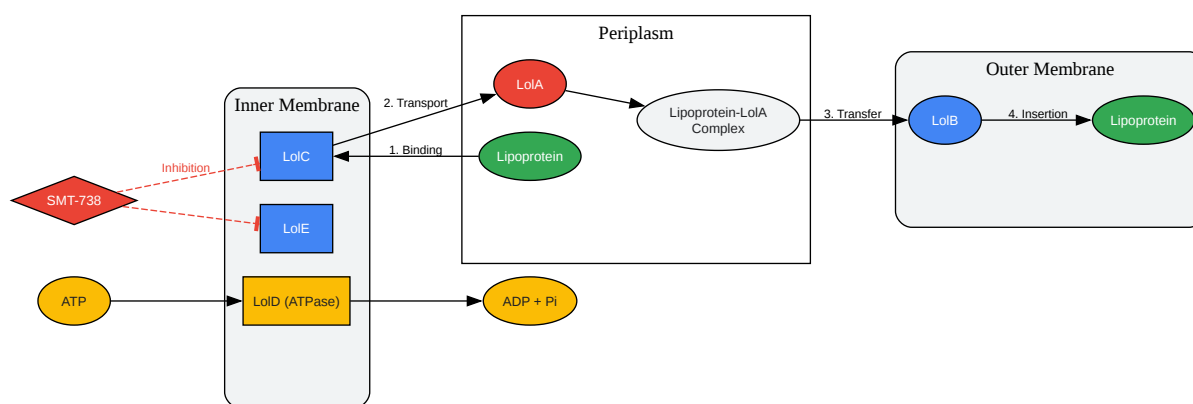 Periplasm
Outer Membrane
Inner Membrane
LolA
2. Transport
Lipoprotein-LolA
Complex
3. Transfer
LolB
4. Insertion
Lipoprotein
LolC
1. Binding
Lipoprotein
Inhibition
SMT-738
LolE
ATP
LolD (ATPase)
ADP + Pi